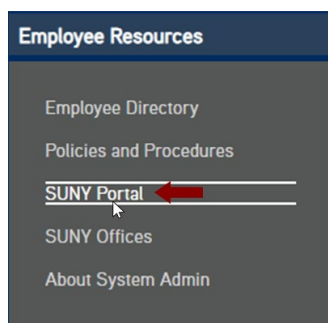 Employee Resources
Employee Directory
Policies and Procedures
SUNY Portal
SUNY Offices
About System Admin